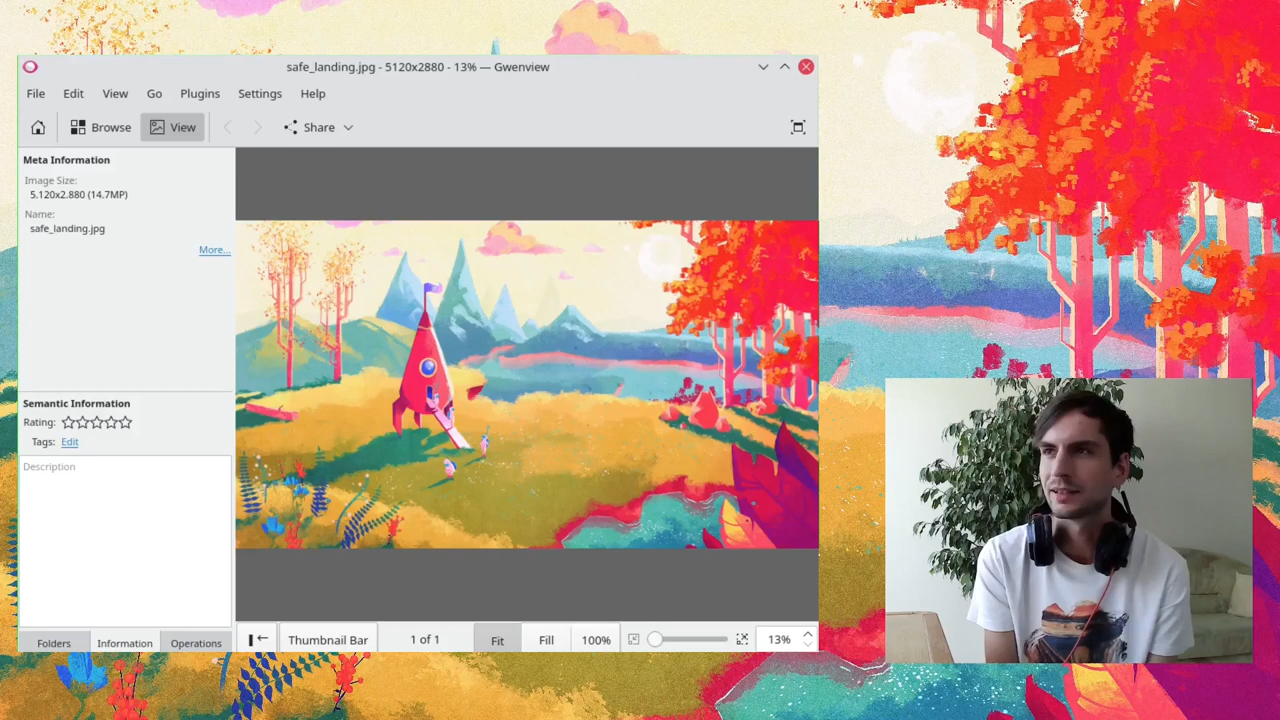 safe_landing.jpg - 5120x2880 - 13% — Gwenview
File Edit View Go Plugins Settings Help
Browse View Share
Meta Information
Image Size:
5.120x2.880 (14.7MP)
Name:
safe_landing.jpg
More...
Semantic Information
Rating:
Tags: Edit
Description
Folders Information Operations
Thumbnail Bar 1 of 1 Fit Fill 100% 13%